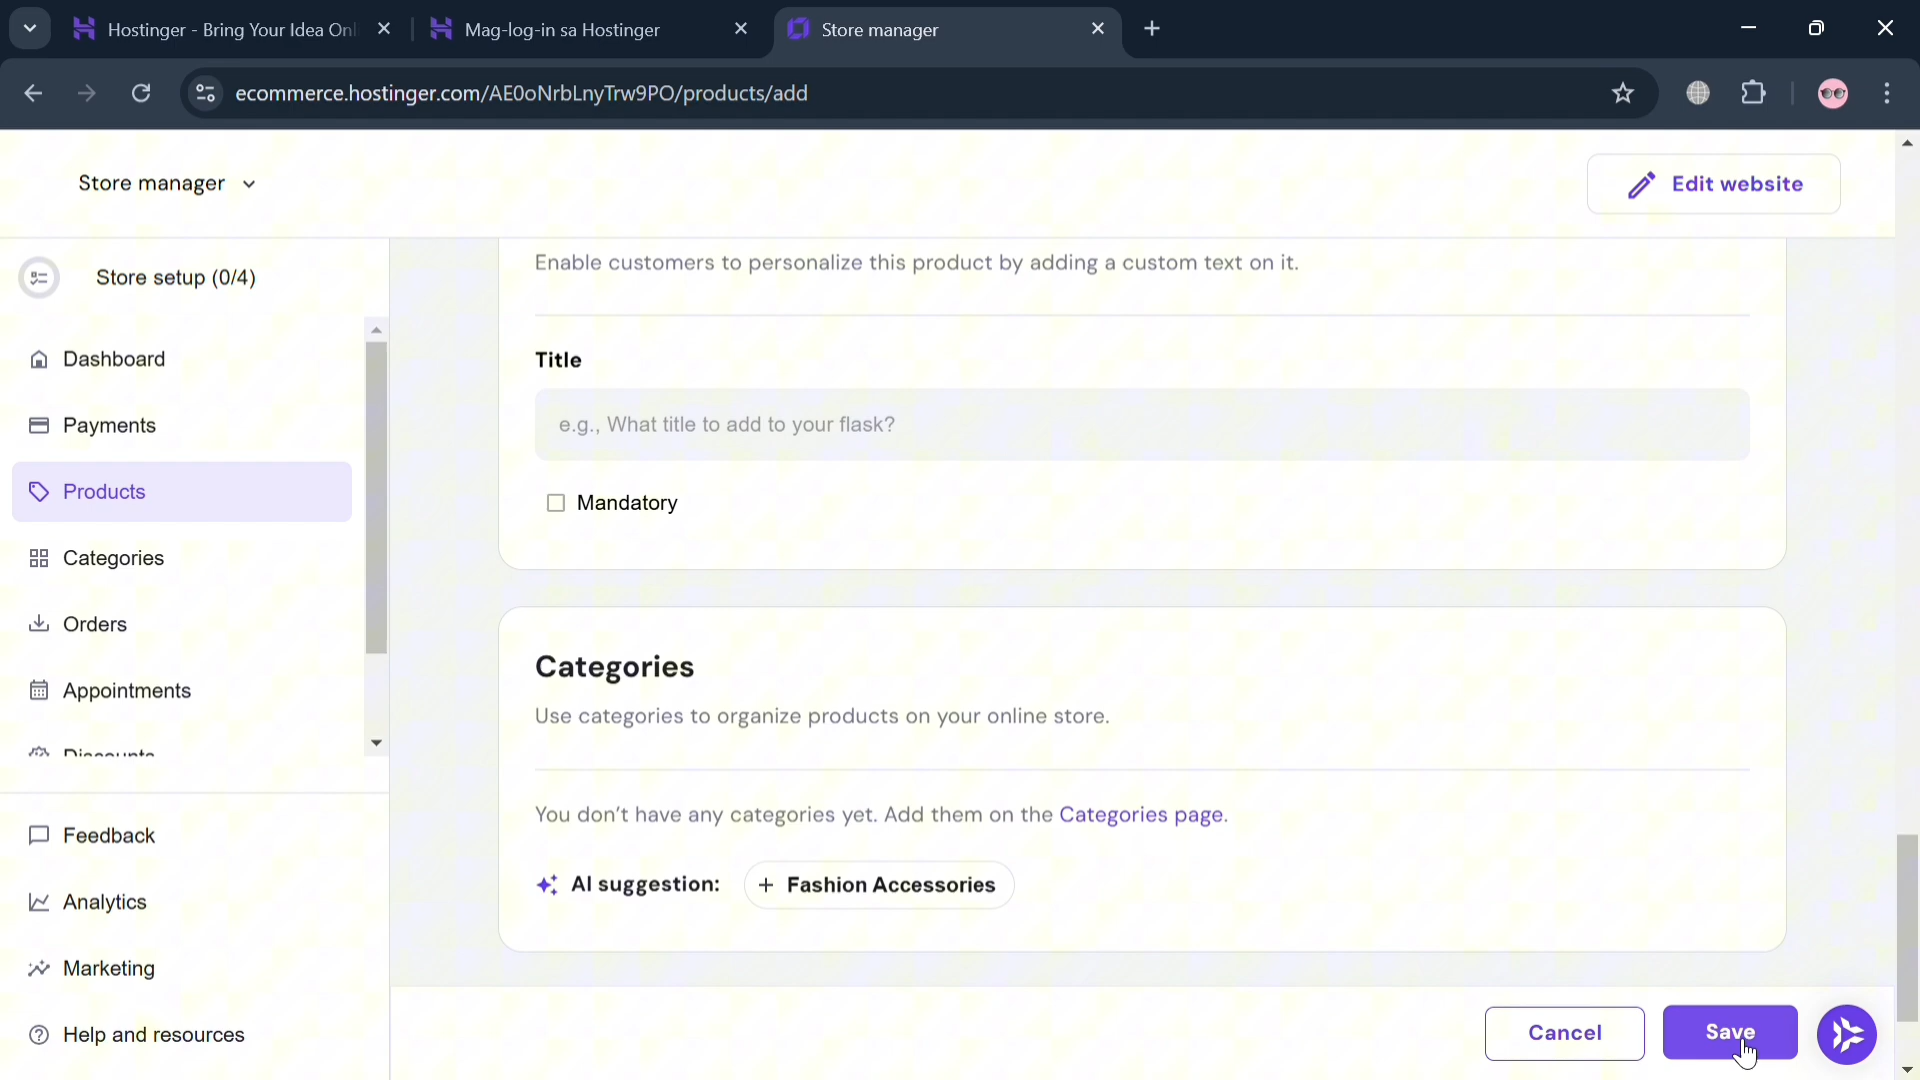 Hostinger - Bring Your Idea Onl
Mag-log-in sa Hostinger
Store manager
ecommerce.hostinger.com/AE0oNrbLnyTrw9PO/products/add
Store manager
Edit website
Store setup (0/4)
Dashboard
Payments
Products
Categories
Orders
Appointments
Discounts
Feedback
Analytics
Marketing
Help and resources
Enable customers to personalize this product by adding a custom text on it.
Title
e.g., What title to add to your flask?
Mandatory
Categories
Use categories to organize products on your online store.
You don't have any categories yet. Add them on the Categories page.
AI suggestion: + Fashion Accessories
Cancel
Save